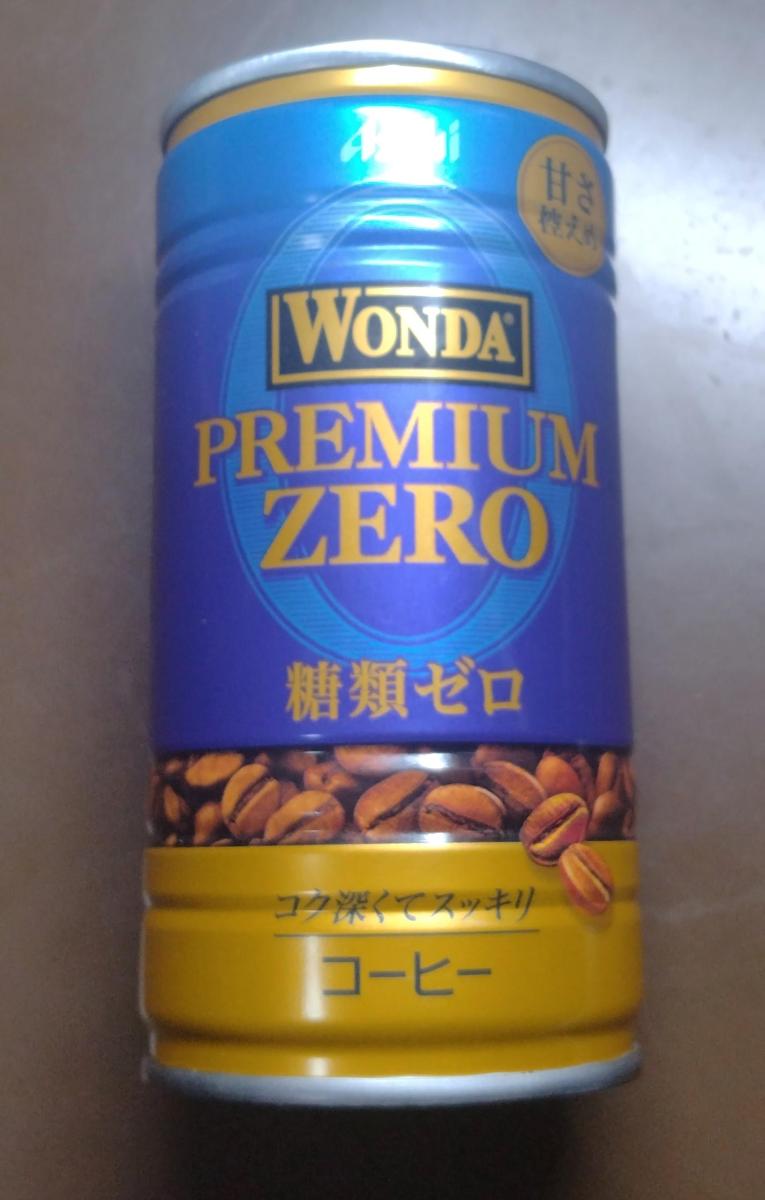 Asahi
甘さ
控えめ
WONDA®
PREMIUM
ZERO
糖類ゼロ
コク深くてスッキリ
コーヒー